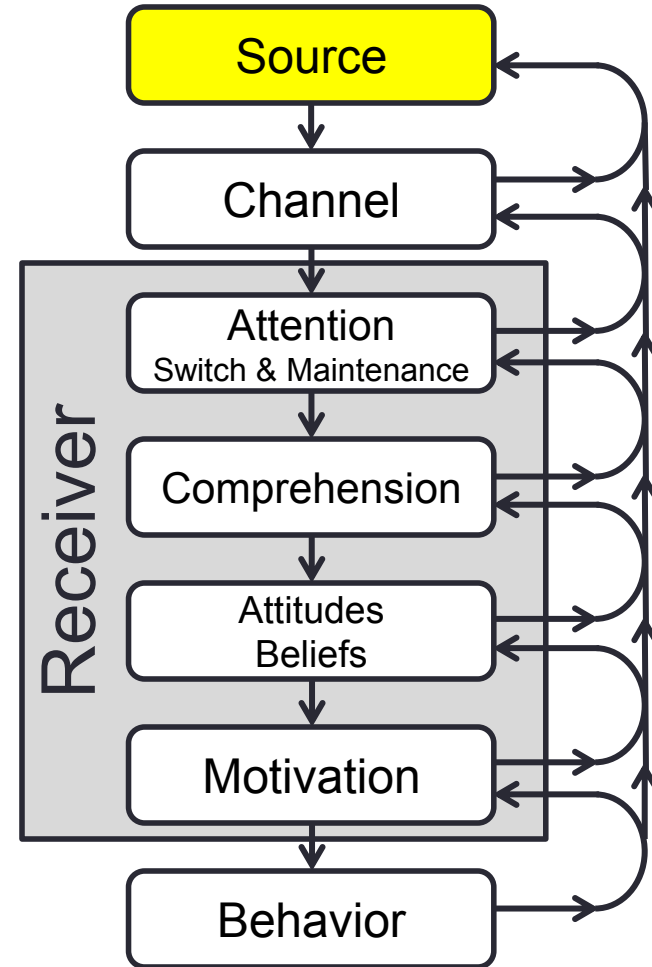 Source
Channel
Receiver
Attention
Switch & Maintenance
Comprehension
Attitudes
Beliefs
Motivation
Behavior